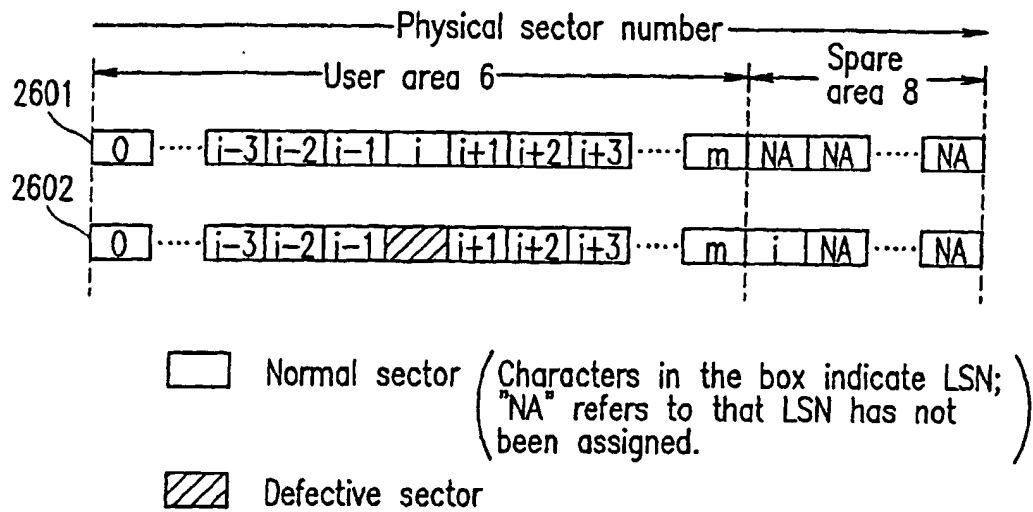 Physical sector number
User area 6
Spare
area 8
2601
0 ..... i-3 i-2 i-1 i i+1 i+2 i+3 ..... m NA NA ..... NA
2602
0 ..... i-3 i-2 i-1 i+1 i+2 i+3 ..... m i NA ..... NA
Normal sector (Characters in the box indicate LSN;
"NA" refers to that LSN has not
been assigned.)
Defective sector